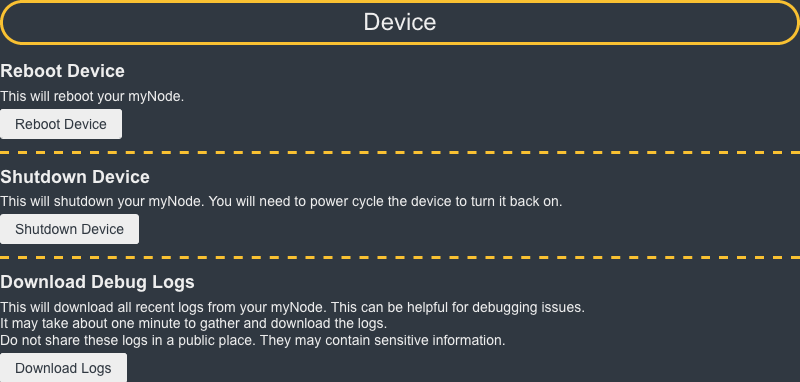 Device
Reboot Device
This will reboot your myNode.
Reboot Device
Shutdown Device
This will shutdown your myNode. You will need to power cycle the device to turn it back on.
Shutdown Device
Download Debug Logs
This will download all recent logs from your myNode. This can be helpful for debugging issues.
It may take about one minute to gather and download the logs.
Do not share these logs in a public place. They may contain sensitive information.
Download Logs